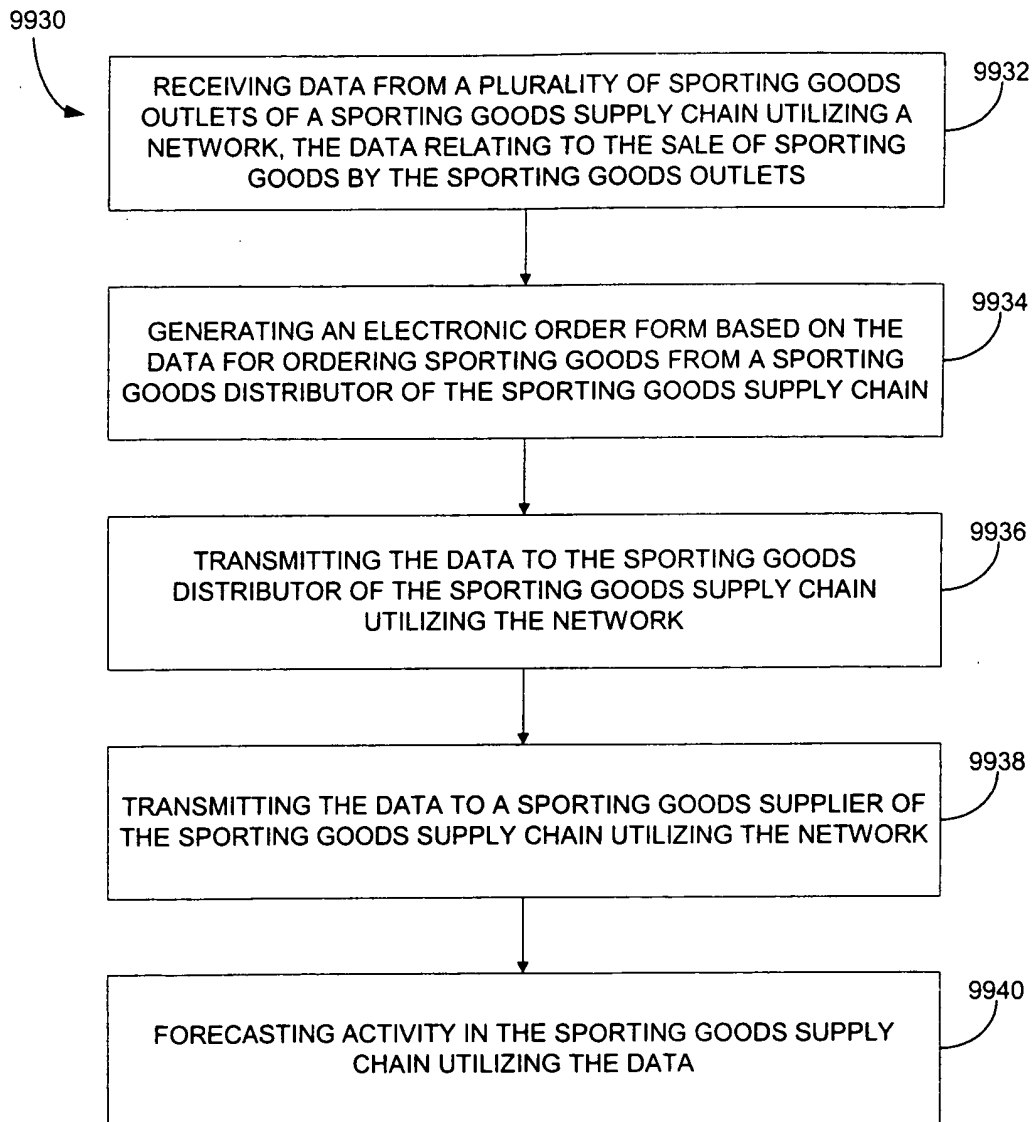 9930
RECEIVING DATA FROM A PLURALITY OF SPORTING GOODS
OUTLETS OF A SPORTING GOODS SUPPLY CHAIN UTILIZING A
NETWORK, THE DATA RELATING TO THE SALE OF SPORTING
GOODS BY THE SPORTING GOODS OUTLETS
9932
GENERATING AN ELECTRONIC ORDER FORM BASED ON THE
DATA FOR ORDERING SPORTING GOODS FROM A SPORTING
GOODS DISTRIBUTOR OF THE SPORTING GOODS SUPPLY CHAIN
9934
TRANSMITTING THE DATA TO THE SPORTING GOODS
DISTRIBUTOR OF THE SPORTING GOODS SUPPLY CHAIN
UTILIZING THE NETWORK
9936
TRANSMITTING THE DATA TO A SPORTING GOODS SUPPLIER OF
THE SPORTING GOODS SUPPLY CHAIN UTILIZING THE NETWORK
9938
FORECASTING ACTIVITY IN THE SPORTING GOODS SUPPLY
CHAIN UTILIZING THE DATA
9940